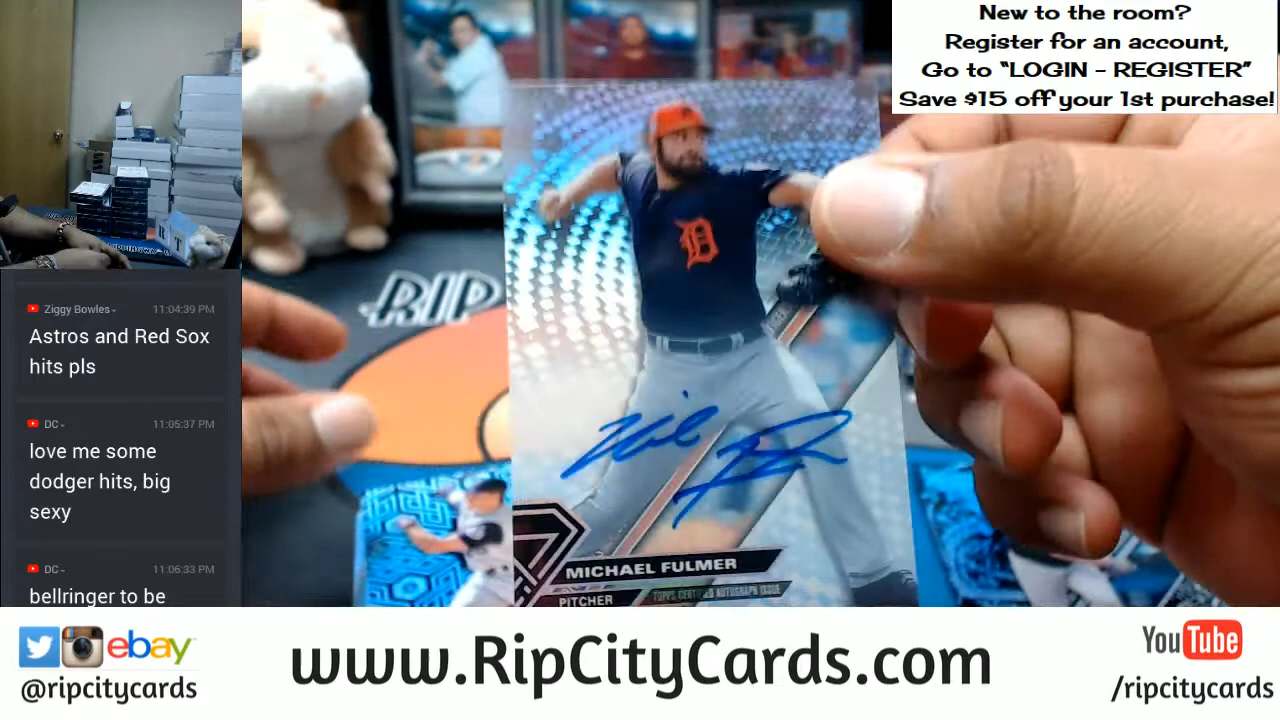 New to the room?
Register for an account,
Go to “LOGIN - REGISTER”
Save $15 off your 1st purchase!
Ziggy Bowles
11:04:39 PM
Astros and Red Sox
hits pls
DC
11:05:37 PM
love me some
dodger hits, big
sexy
DC
11:06:33 PM
bellringer to be
RIP
R T
D
MICHAEL FULMER
PITCHER
TOPPS CERTIFIED AUTOGRAPH ISSUE
ebay
@ripcitycards
www.RipCityCards.com
YouTube
/ripcitycards